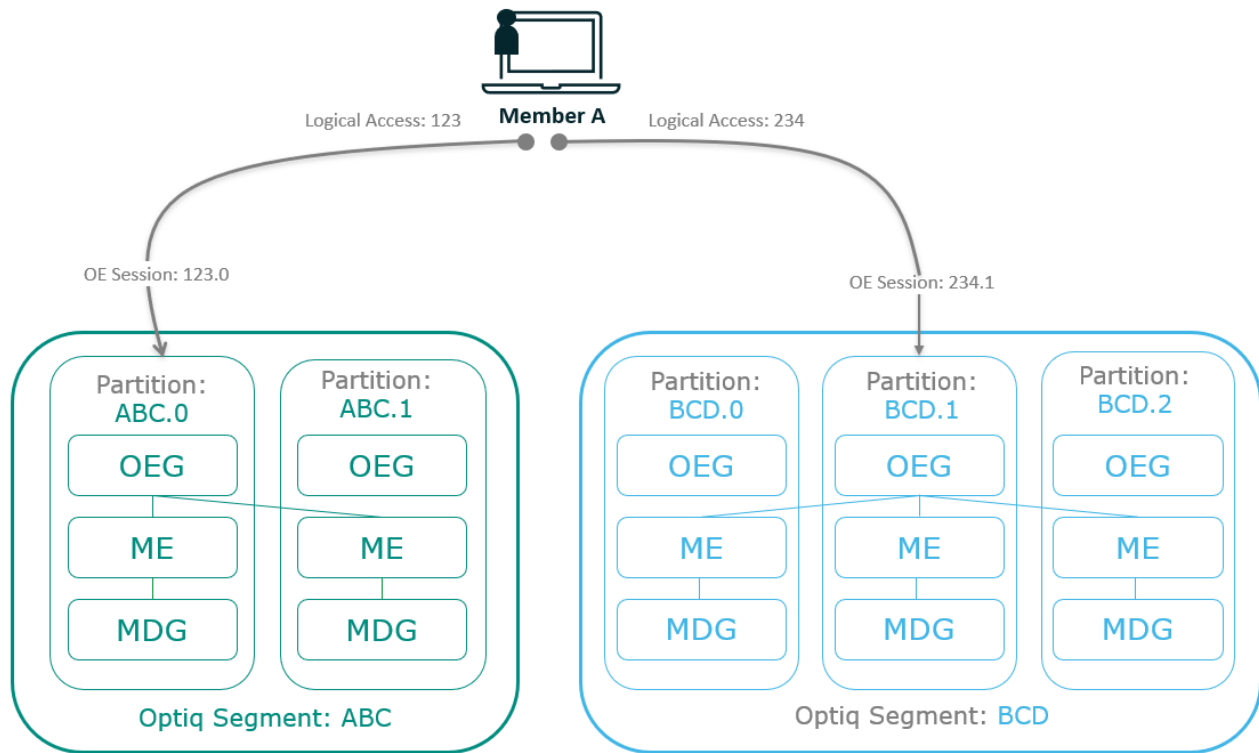 Member A
Logical Access: 123
Logical Access: 234
OE Session: 123.0
OE Session: 234.1
Partition:
ABC.0
OEG
ME
MDG
Partition:
ABC.1
OEG
ME
MDG
Optiq Segment: ABC
Partition:
BCD.0
OEG
ME
MDG
Partition:
BCD.1
OEG
ME
MDG
Partition:
BCD.2
OEG
ME
MDG
Optiq Segment: BCD